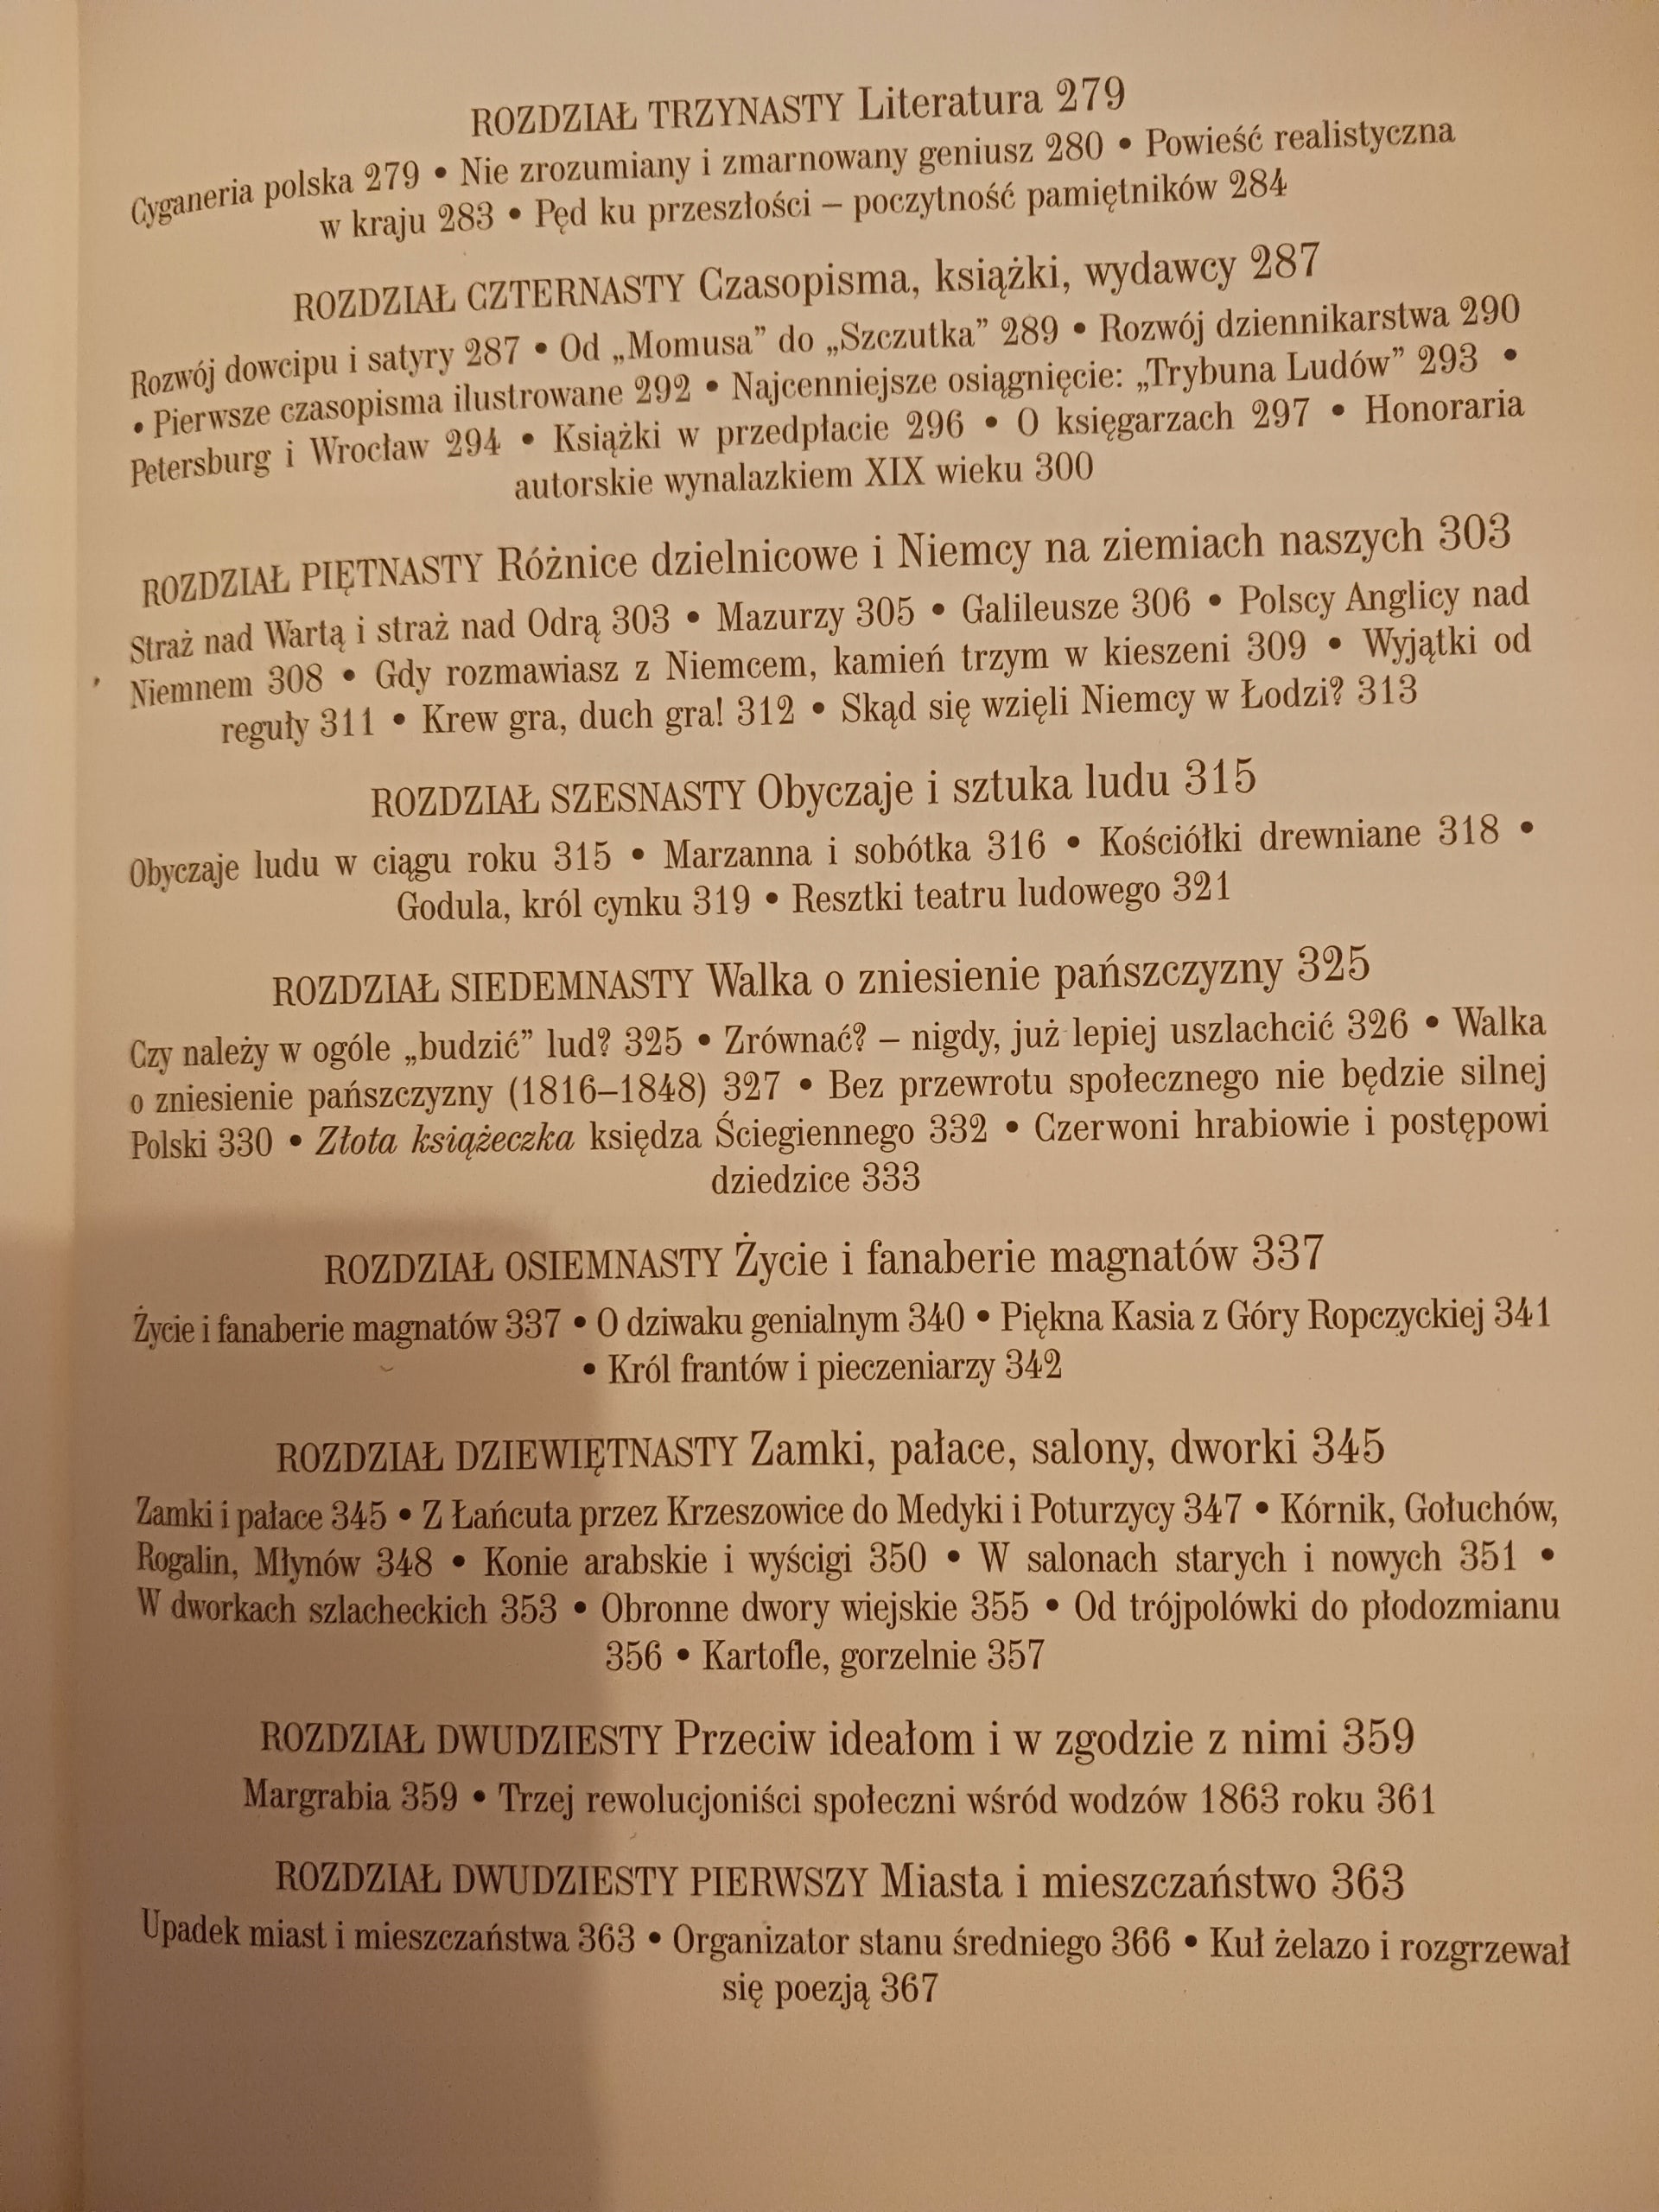 ROZDZIAŁ TRZYNASTY Literatura 279
Cyganeria polska 279 • Nie zrozumiany i zmarnowany geniusz 280 • Powieść realistyczna
w kraju 283 • Pęd ku przeszłości – poczytność pamiętników 284
ROZDZIAŁ CZTERNASTY Czasopisma, książki, wydawcy 287
Rozwój dowcipu i satyry 287 • Od „Momusa” do „Szczutka” 289 • Rozwój dziennikarstwa 290
• Pierwsze czasopisma ilustrowane 292 • Najcenniejsze osiągnięcie: „Trybuna Ludów” 293 •
Petersburg i Wrocław 294 • Książki w przedpłacie 296 • O księgarzach 297 • Honoraria
autorskie wynalazkiem XIX wieku 300
ROZDZIAŁ PIĘTNASTY Różnice dzielnicowe i Niemcy na ziemiach naszych 303
Straż nad Wartą i straż nad Odrą 303 • Mazurzy 305 • Galileusze 306 • Polscy Anglicy nad
Niemnem 308 • Gdy rozmawiasz z Niemcem, kamień trzym w kieszeni 309 • Wyjątki od
reguły 311 • Krew gra, duch gra! 312 • Skąd się wzięli Niemcy w Łodzi? 313
ROZDZIAŁ SZESNASTY Obyczaje i sztuka ludu 315
Obyczaje ludu w ciągu roku 315 • Marzanna i sobótka 316 • Kościółki drewniane 318 •
Godula, król cynku 319 • Resztki teatru ludowego 321
ROZDZIAŁ SIEDEMNASTY Walka o zniesienie pańszczyzny 325
Czy należy w ogóle „budzić” lud? 325 • Zrównać? – nigdy, już lepiej uszlachcić 326 • Walka
o zniesienie pańszczyzny (1816–1848) 327 • Bez przewrotu społecznego nie będzie silnej
Polski 330 • Złota książeczka księdza Ściegiennego 332 • Czerwoni hrabiowie i postępowi
dziedzice 333
ROZDZIAŁ OSIEMNASTY Życie i fanaberie magnatów 337
Życie i fanaberie magnatów 337 • O dziwaku genialnym 340 • Piękna Kasia z Góry Ropczyckiej 341
• Król frantów i pieczeniarzy 342
ROZDZIAŁ DZIEWIĘTNASTY Zamki, pałace, salony, dworki 345
Zamki i pałace 345 • Z Łańcuta przez Krzeszowice do Medyki i Poturzycy 347 • Kórnik, Gołuchów,
Rogalin, Młynów 348 • Konie arabskie i wyścigi 350 • W salonach starych i nowych 351 •
W dworkach szlacheckich 353 • Obronne dwory wiejskie 355 • Od trójpolówki do płodozmianu
356 • Kartofle, gorzelnie 357
ROZDZIAŁ DWUDZIESTY Przeciw ideałom i w zgodzie z nimi 359
Margrabia 359 • Trzej rewolucjoniści społeczni wśród wodzów 1863 roku 361
ROZDZIAŁ DWUDZIESTY PIERWSZY Miasta i mieszczaństwo 363
Upadek miast i mieszczaństwa 363 • Organizator stanu średniego 366 • Kuł żelazo i rozgrzewał
się poezją 367